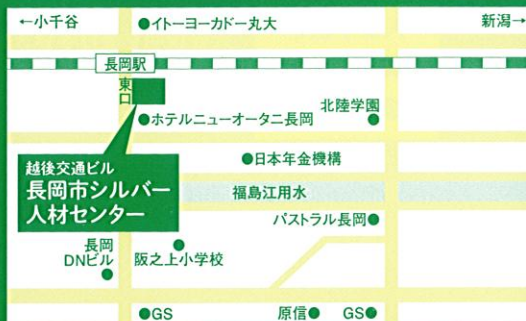 ←小千谷
イトーヨーカドー丸大
新潟→
長岡駅
東口
ホテルニューオータニ長岡
北陸学園
日本年金機構
越後交通ビル
長岡市シルバー
人材センター
福島江用水
パストラル長岡
長岡
DNビル
阪之上小学校
GS
原信
GS